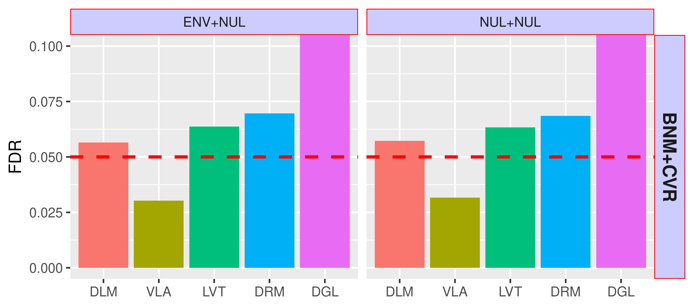 ENV+NUL
NUL+NUL
BNM+CVR
FDR
0.100
0.075
0.050
0.025
0.000
DLM VLA LVT DRM DGL
DLM VLA LVT DRM DGL